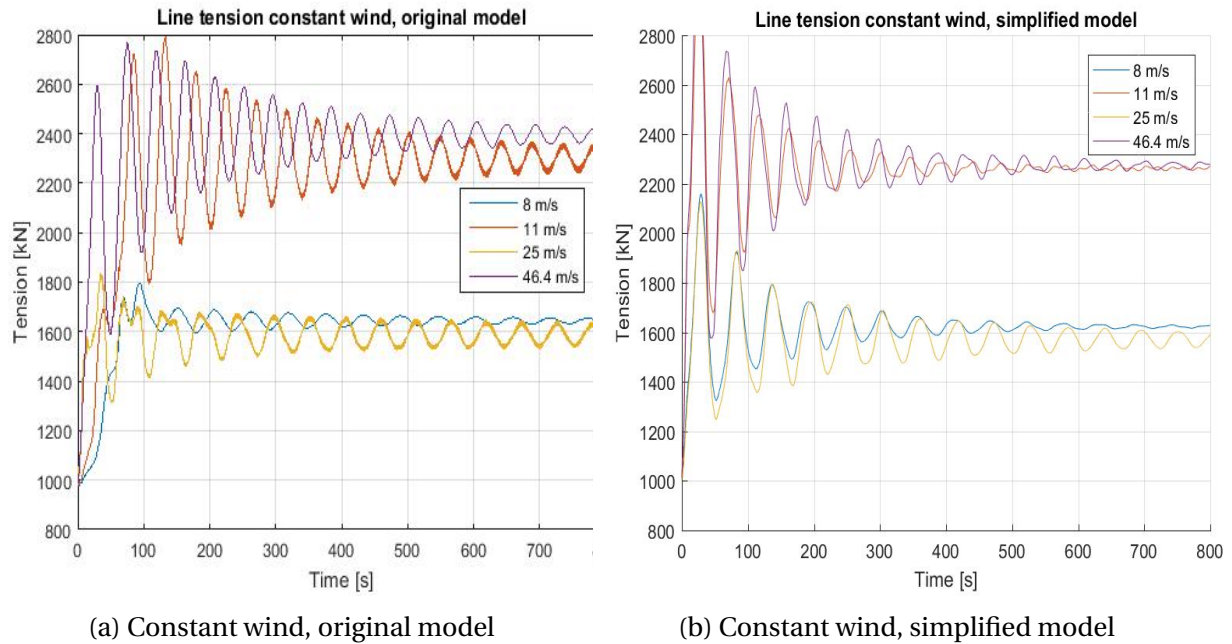 Line tension constant wind, original model
2800
2600
2400
2200
2000
1800
1600
1400
1200
1000
800
Tension [kN]
8 m/s
11 m/s
25 m/s
46.4 m/s
0 100 200 300 400 500 600 700
Time [s]
(a) Constant wind, original model
Line tension constant wind, simplified model
2800
2600
2400
2200
2000
1800
1600
1400
1200
1000
800
Tension [kN]
8 m/s
11 m/s
25 m/s
46.4 m/s
0 100 200 300 400 500 600 700 800
Time [s]
(b) Constant wind, simplified model